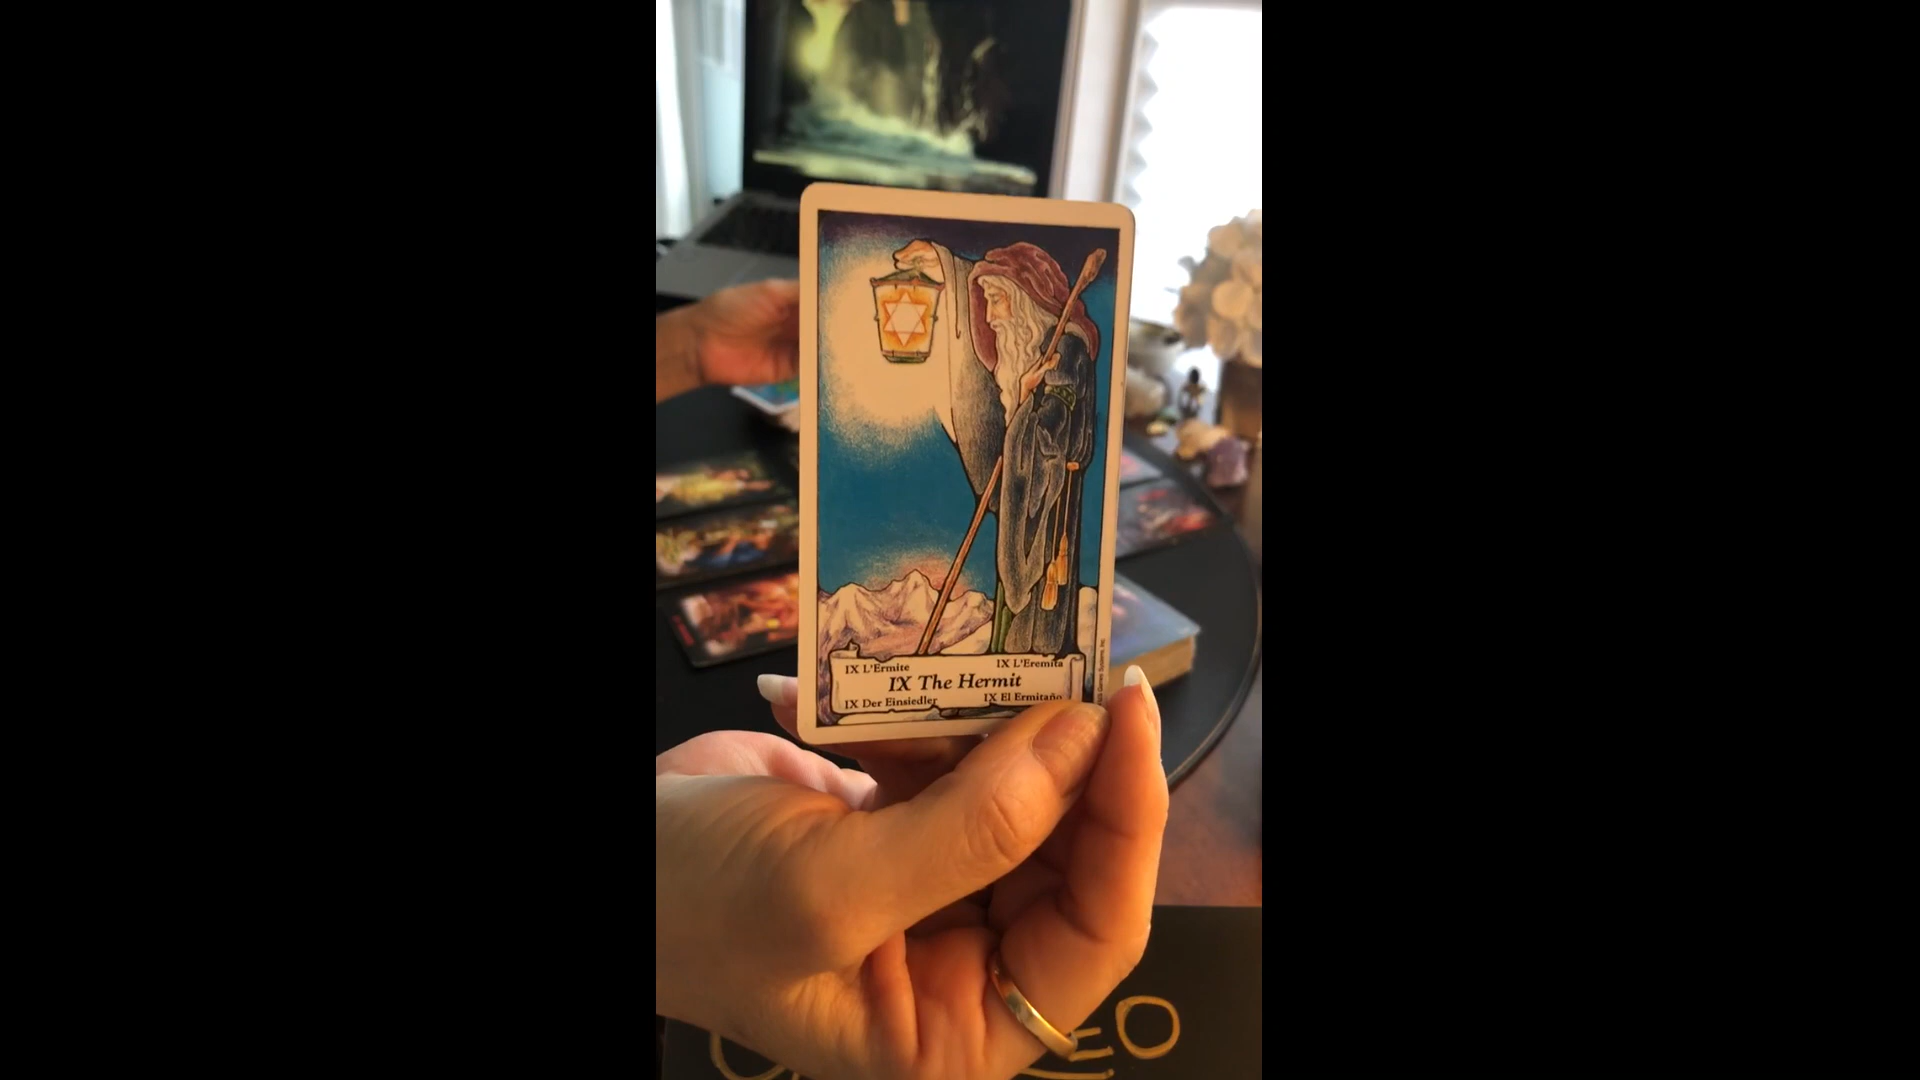 IX L'Ermite IX L'Eremita
IX The Hermit
IX Der Einsiedler IX El Ermitaño